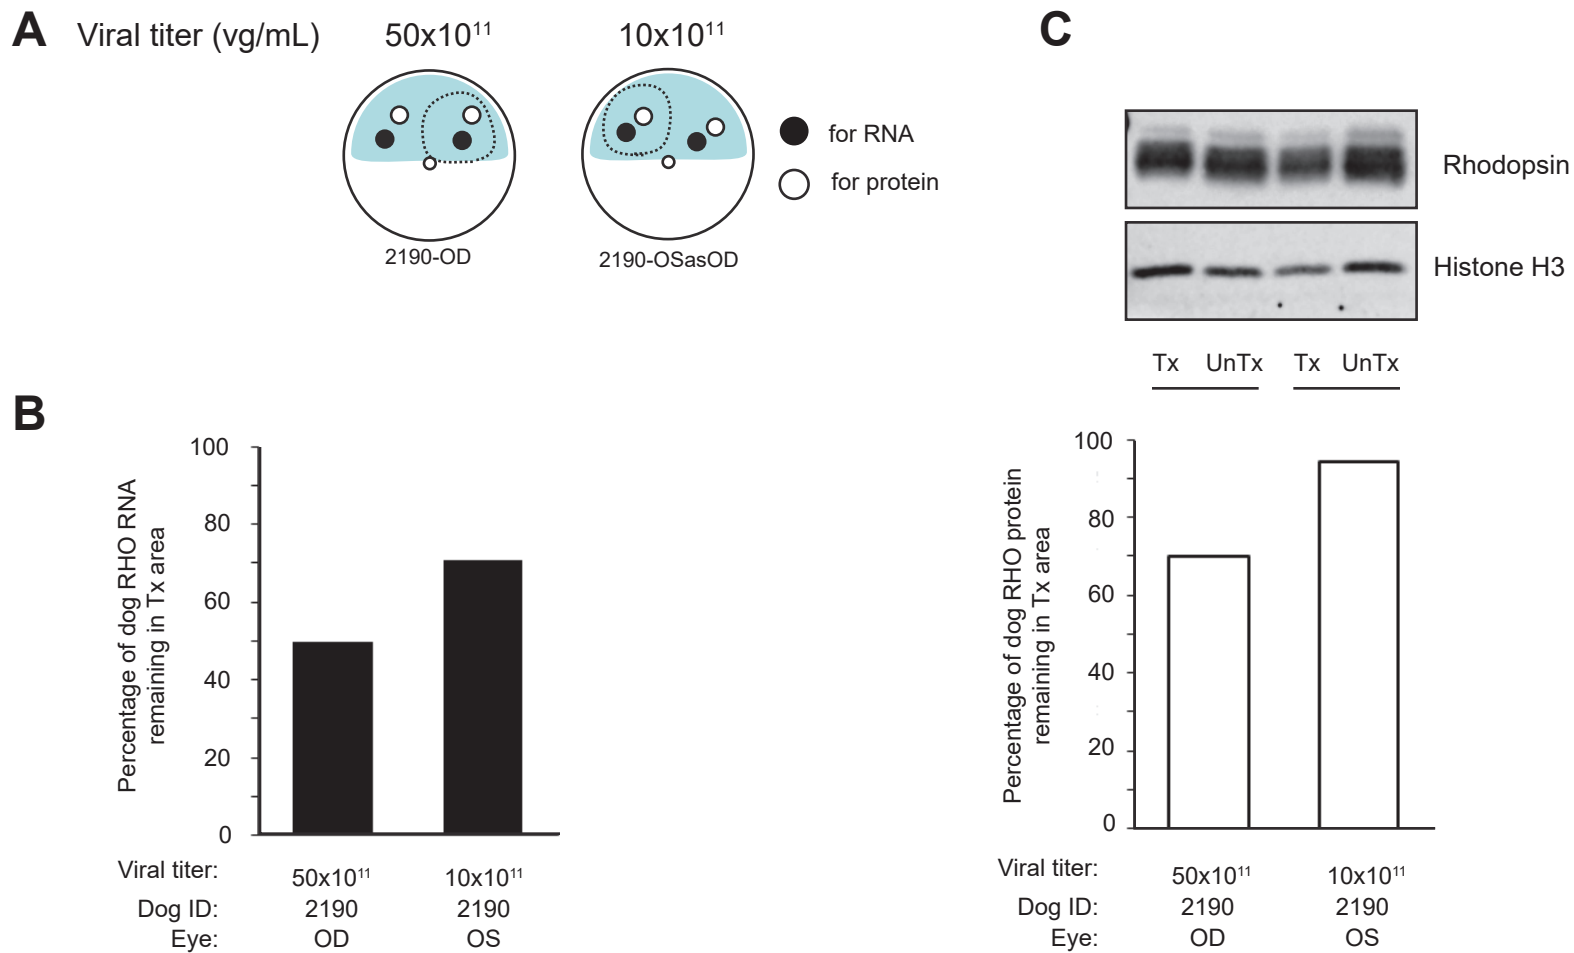 A
Viral titer (vg/mL)
50x10¹¹
10x10¹¹
2190-OD
2190-OSasOD
for RNA
for protein
C
Rhodopsin
Histone H3
Tx UnTx Tx UnTx
B
Percentage of dog RHO RNA
remaining in Tx area
100
80
60
40
20
0
Viral titer: 50x10¹¹ 10x10¹¹
Dog ID: 2190 2190
Eye: OD OS
Percentage of dog RHO protein
remaining in Tx area
100
80
60
40
20
0
Viral titer: 50x10¹¹ 10x10¹¹
Dog ID: 2190 2190
Eye: OD OS